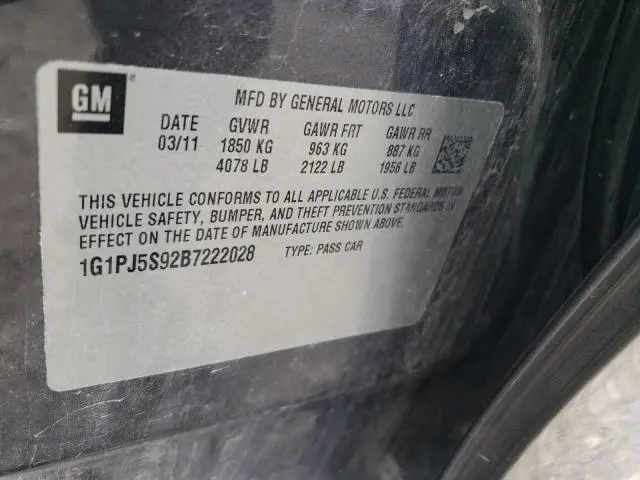 GM®
MFD BY GENERAL MOTORS LLC
DATE GVWR GAWR FRT GAWR RR
03/11 1850 KG 963 KG 887 KG
4078 LB 2122 LB 1956 LB
THIS VEHICLE CONFORMS TO ALL APPLICABLE U.S. FEDERAL MOTOR
VEHICLE SAFETY, BUMPER, AND THEFT PREVENTION STANDARDS IN
EFFECT ON THE DATE OF MANUFACTURE SHOWN ABOVE.
1G1PJ5S92B7222028 TYPE: PASS CAR